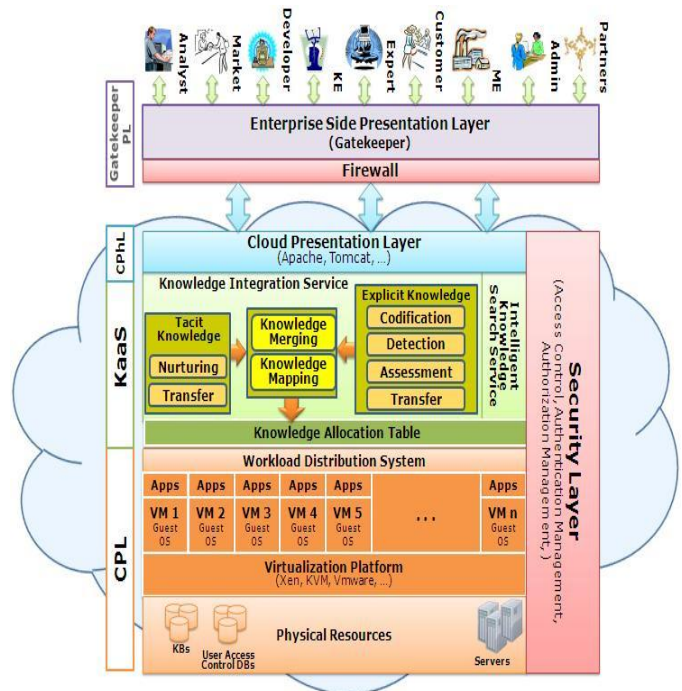 Analyst
Market
Developer
KE
Expert
Customer
ME
Admin
Partners
Gatekeeper
PL
Enterprise Side Presentation Layer
(Gatekeeper)
Firewall
CPhL
Cloud Presentation Layer
(Apache, Tomcat, ...)
KaaS
Knowledge Integration Service
Tacit
Knowledge
Nurturing
Transfer
Knowledge
Merging
Knowledge
Mapping
Explicit Knowledge
Codification
Detection
Assessment
Transfer
Intelligent
Knowledge
Search Service
Knowledge Allocation Table
Security Layer
(Access Control, Authentication Management,
Authorization Management, )
CPL
Workload Distribution System
Apps Apps Apps Apps Apps Apps
VM 1 VM 2 VM 3 VM 4 VM 5 ... VM n
Guest Guest Guest Guest Guest Guest
OS OS OS OS OS OS
Virtualization Platform
(Xen, KVM, Vmware, ...)
Physical Resources
KBs
User Access
Control DBs
Servers